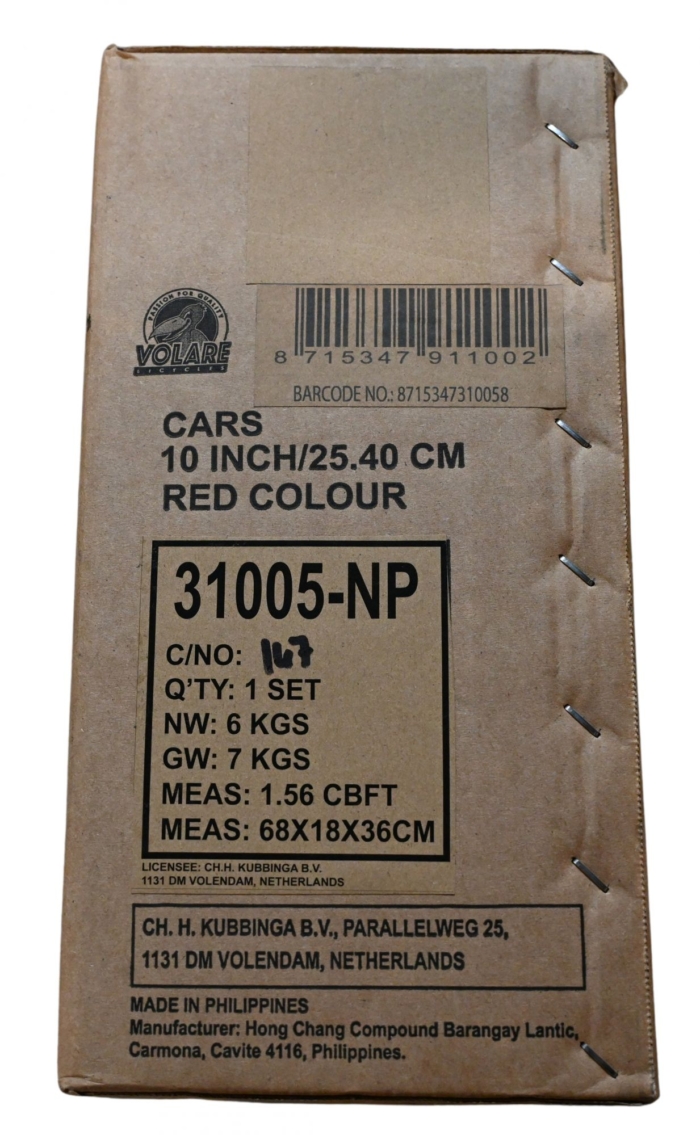 PASSION FOR QUALITY
VOLARE
BICYCLES
8 715347 911002
BARCODE NO.: 8715347310058
CARS
10 INCH/25.40 CM
RED COLOUR
31005-NP
C/NO: 167
Q'TY: 1 SET
NW: 6 KGS
GW: 7 KGS
MEAS: 1.56 CBFT
MEAS: 68X18X36CM
LICENSEE: CH.H. KUBBINGA B.V.
1131 DM VOLENDAM, NETHERLANDS
CH. H. KUBBINGA B.V., PARALLELWEG 25,
1131 DM VOLENDAM, NETHERLANDS
MADE IN PHILIPPINES
Manufacturer: Hong Chang Compound Barangay Lantic,
Carmona, Cavite 4116, Philippines.